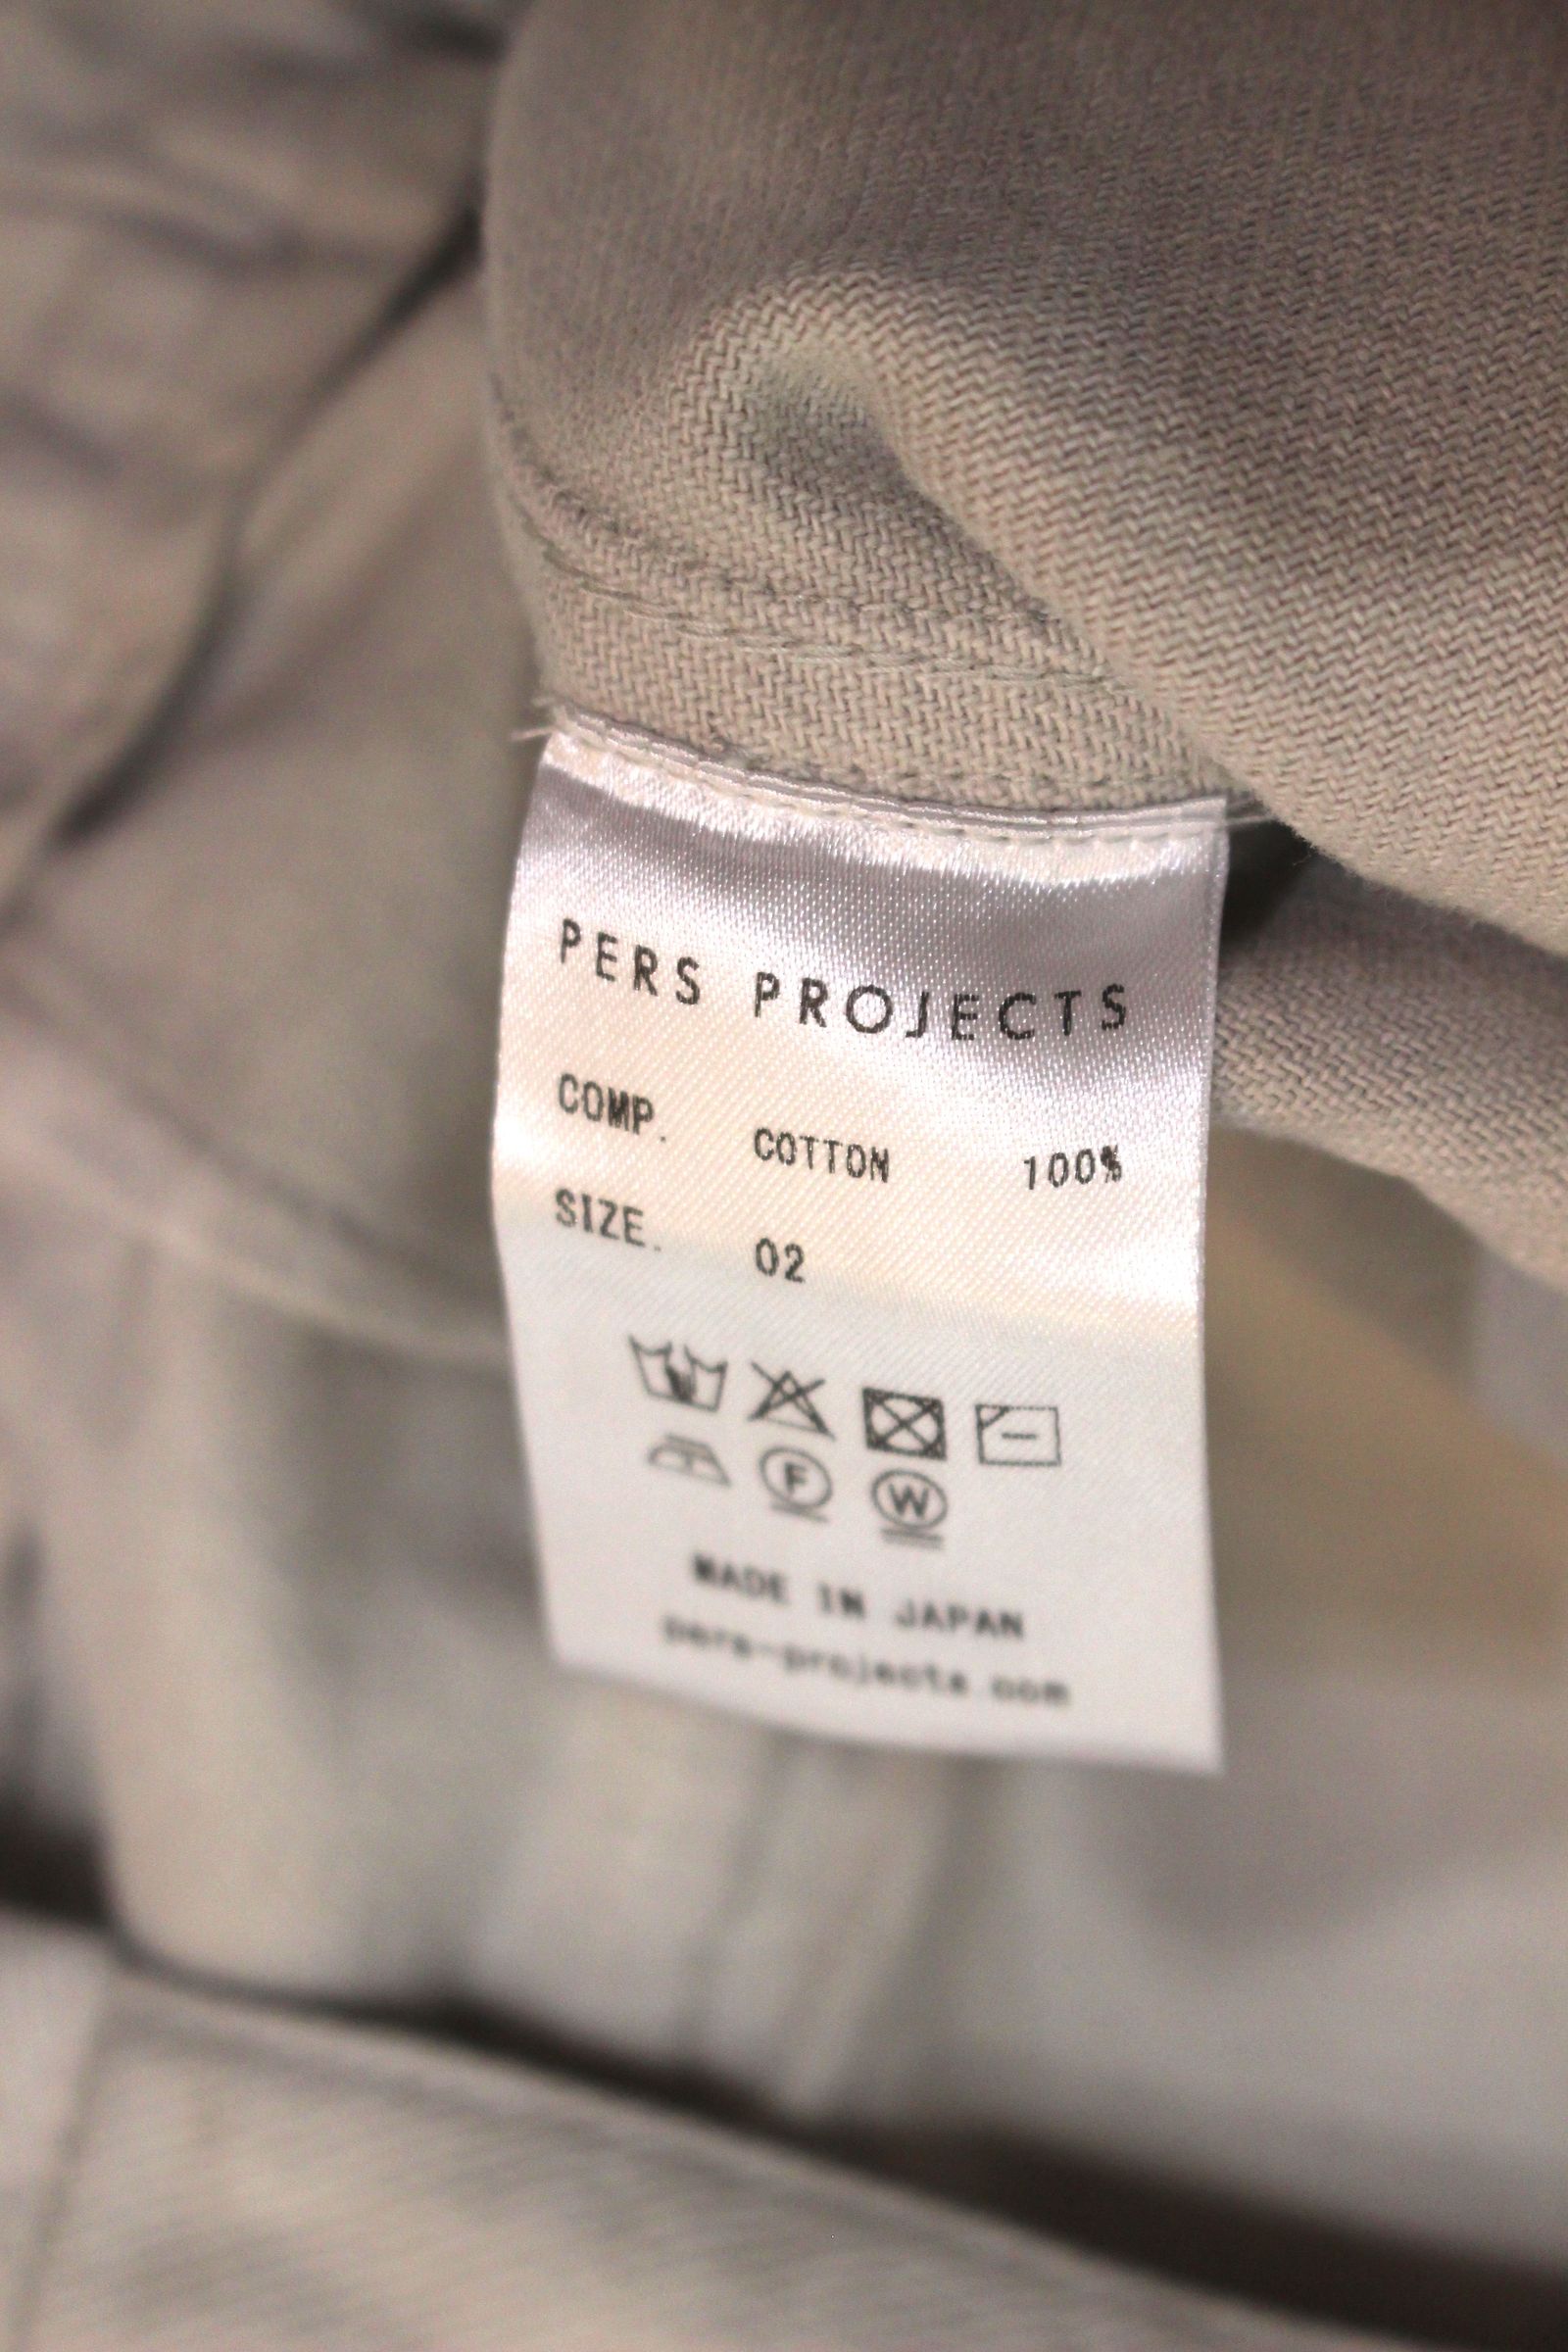 PERS PROJECTS
COMP. COTTON 100%
SIZE. 02
F W
MADE IN JAPAN
pers-projects.com